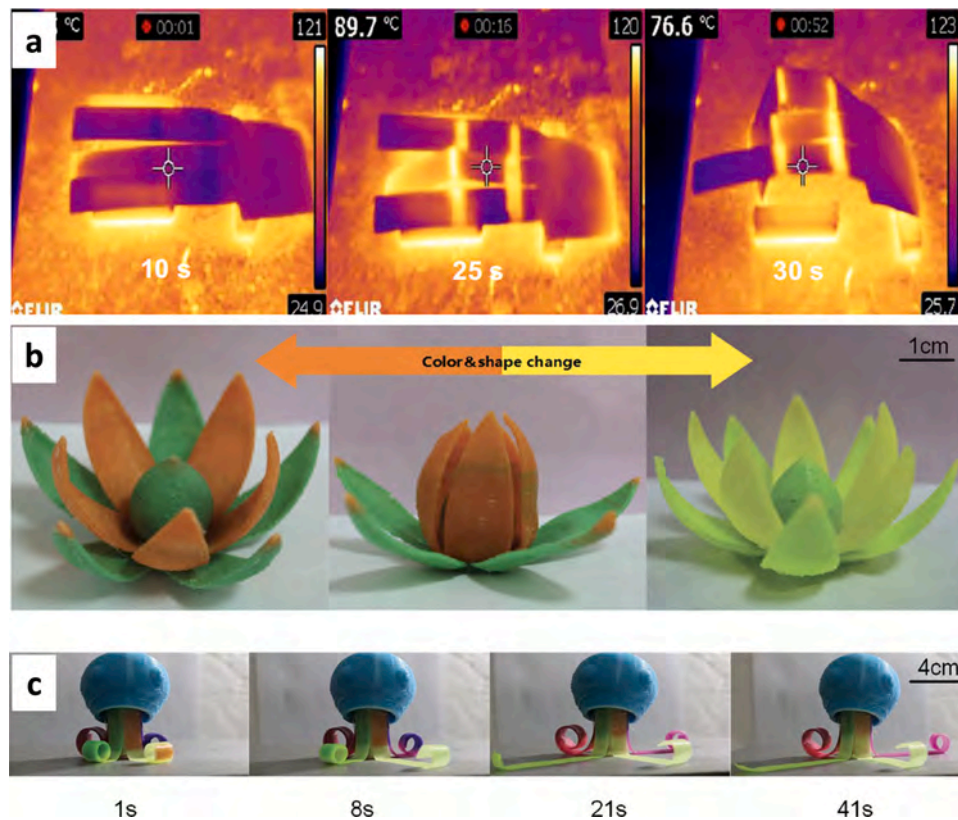 a
°C
00:01
121
10 s
FLIR
24.9
89.7 °C
00:16
120
25 s
FLIR
26.9
76.6 °C
00:52
123
30 s
FLIR
25.7
b
Color&shape change
1cm
c
4cm
1s
8s
21s
41s